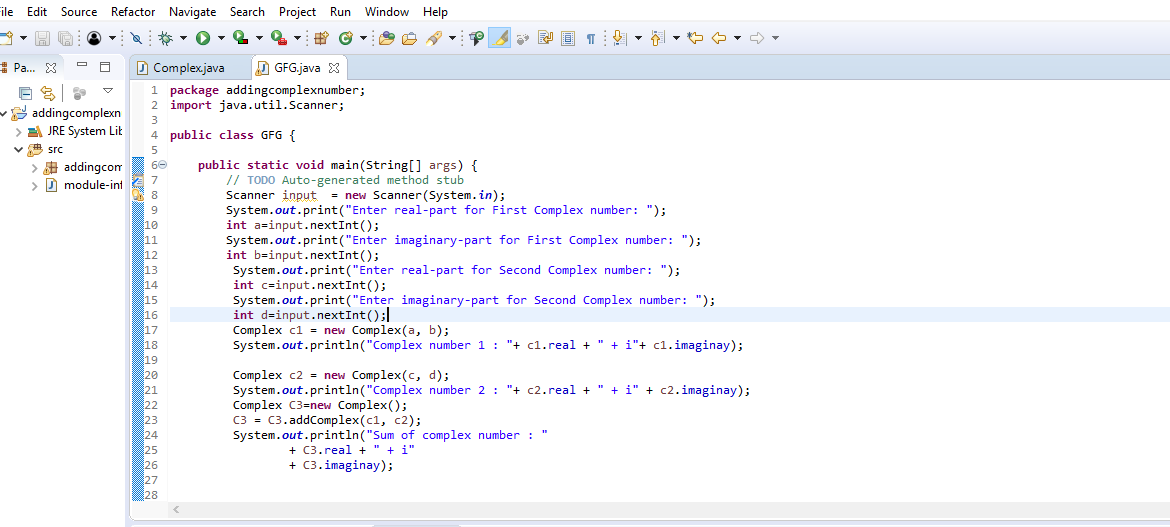 File Edit Source Refactor Navigate Search Project Run Window Help
Pa...
Complex.java
GFG.java
addingcomplexn
JRE System Lib
src
addingcom
module-inf
1 package addingcomplexnumber;
2 import java.util.Scanner;
3
4 public class GFG {
5
6 public static void main(String[] args) {
7 // TODO Auto-generated method stub
8 Scanner input  = new Scanner(System.in);
9 System.out.print("Enter real-part for First Complex number: ");
10 int a=input.nextInt();
11 System.out.print("Enter imaginary-part for First Complex number: ");
12 int b=input.nextInt();
13 System.out.print("Enter real-part for Second Complex number: ");
14 int c=input.nextInt();
15 System.out.print("Enter imaginary-part for Second Complex number: ");
16 int d=input.nextInt();
17 Complex c1 = new Complex(a, b);
18 System.out.println("Complex number 1 : "+ c1.real + " + i"+ c1.imaginay);
19
20 Complex c2 = new Complex(c, d);
21 System.out.println("Complex number 2 : "+ c2.real + " + i" + c2.imaginay);
22 Complex C3=new Complex();
23 C3 = C3.addComplex(c1, c2);
24 System.out.println("Sum of complex number : "
25 + C3.real + " + i"
26 + C3.imaginay);
27
28